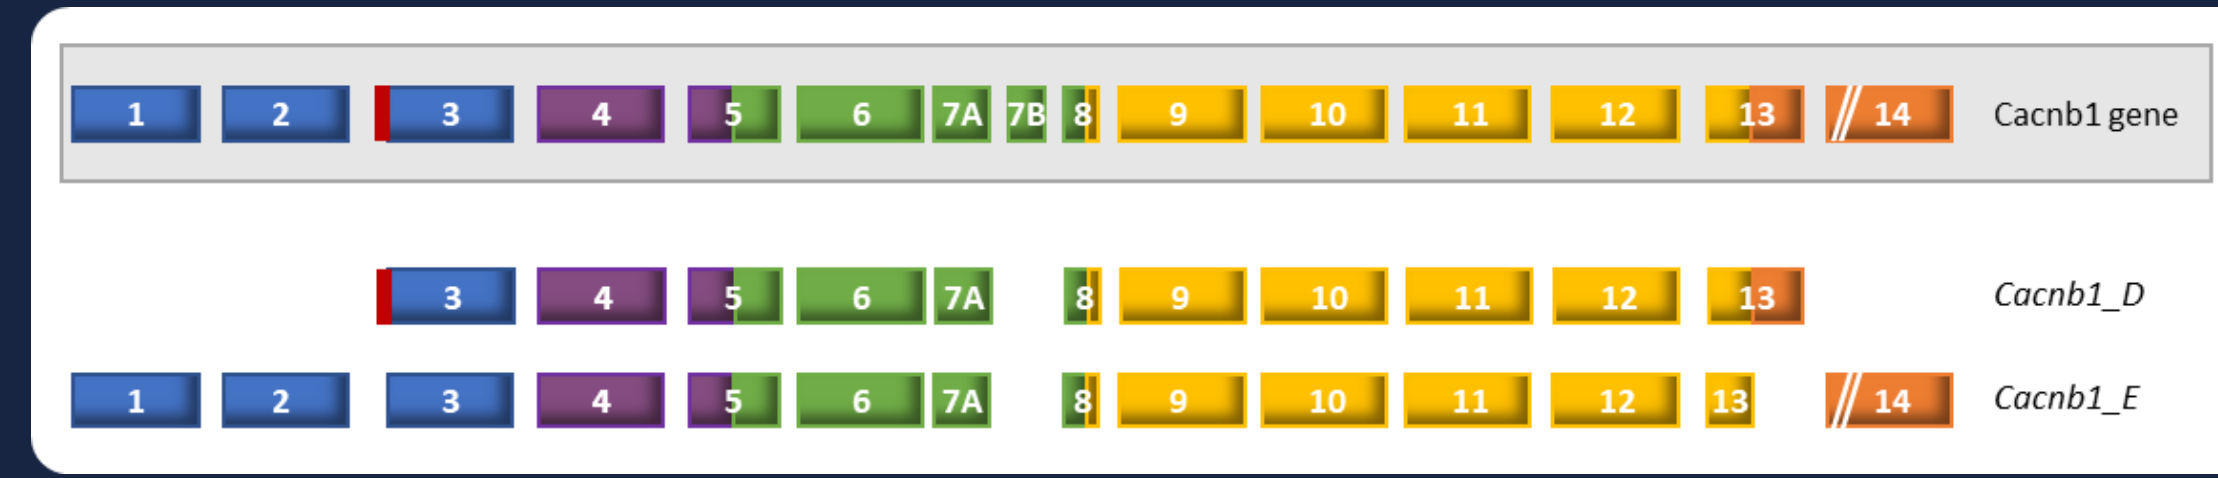 1 2 3 4 5 6 7A 7B 8 9 10 11 12 13 14 Cacnb1 gene
3 4 5 6 7A 8 9 10 11 12 13 Cacnb1_D
1 2 3 4 5 6 7A 8 9 10 11 12 13 14 Cacnb1_E